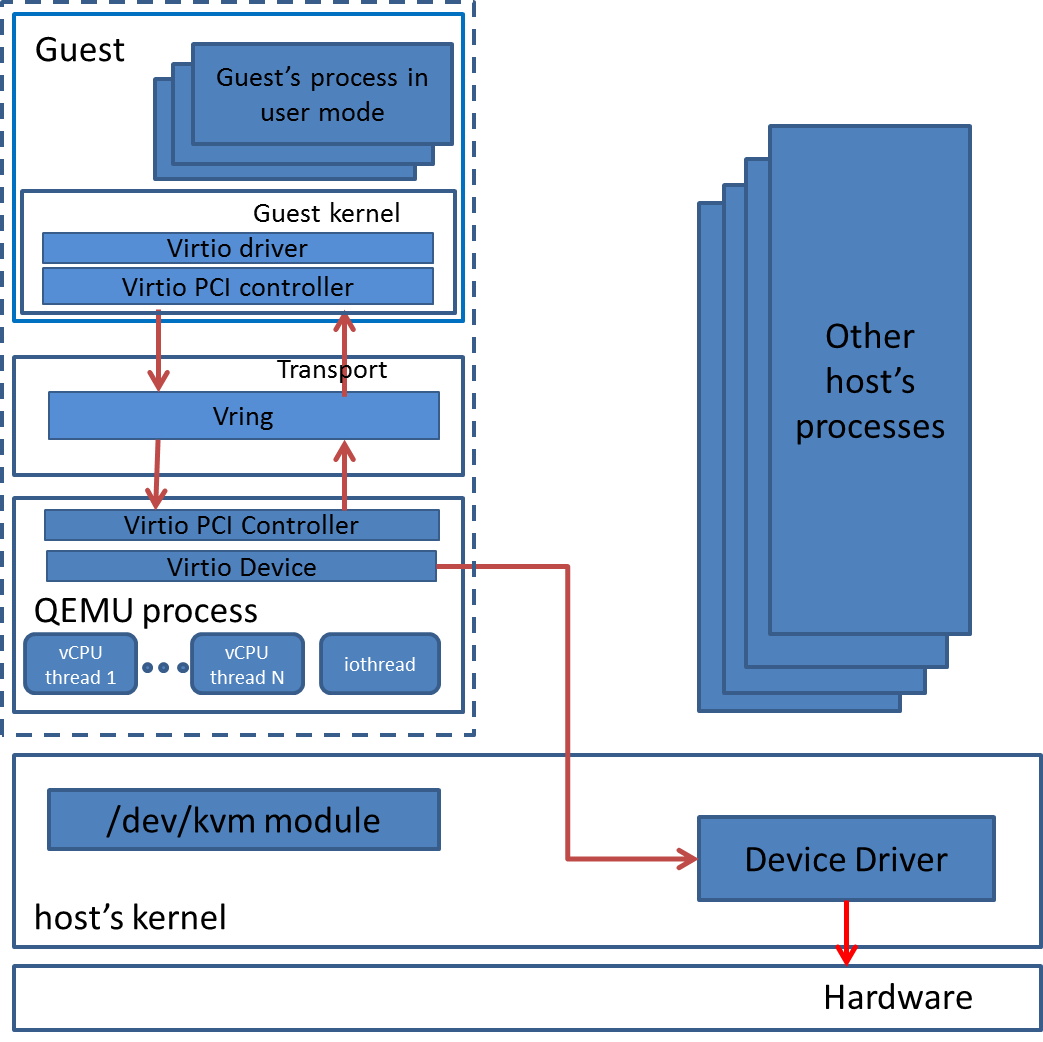 Guest
Guest's process in
user mode
Guest kernel
Virtio driver
Virtio PCI controller
Transport
Vring
Virtio PCI Controller
Virtio Device
QEMU process
vCPU
thread 1
vCPU
thread N
iothread
Other
host's
processes
/dev/kvm module
Device Driver
host's kernel
Hardware